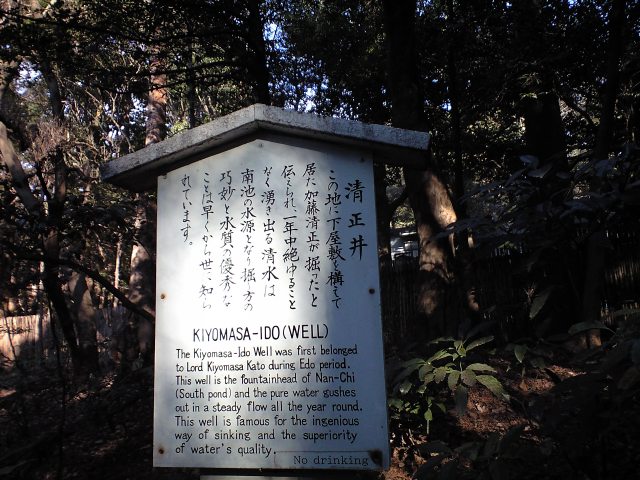 清正井
この地に下屋敷を構えて
居た加藤清正が掘ったと
伝えられ一年中絶ゆること
なく湧き出る清水は
南池の水源となり掘り方の
巧妙と水質の優秀な
ことは早くから世に知ら
れています。
KIYOMASA-IDO(WELL)
The Kiyomasa-Ido Well was first belonged
to Lord Kiyomasa Kato during Edo period.
This well is the fountainhead of Nan-Chi
(South pond) and the pure water gushes
out in a steady flow all the year round.
This well is famous for the ingenious
way of sinking and the superiority
of water's quality.
No drinking